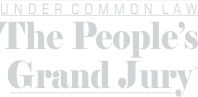 UNDER COMMON LAW
The People's
Grand Jury